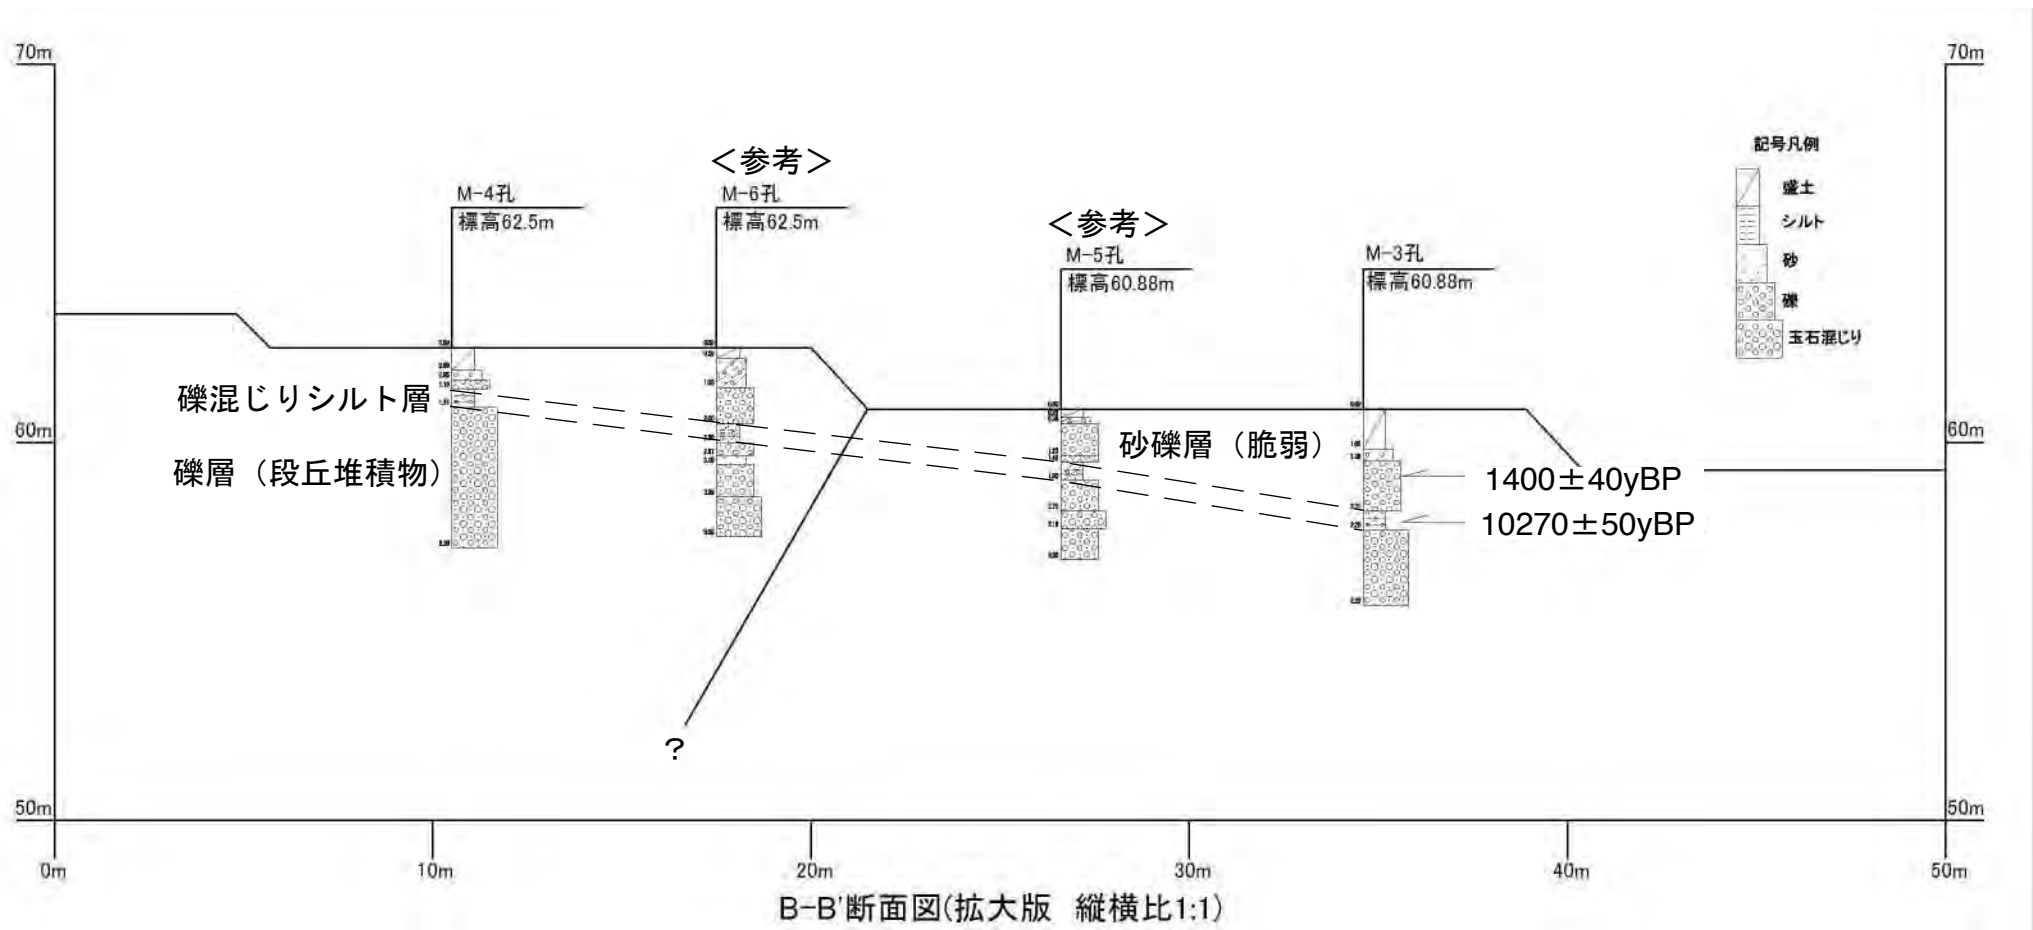 70m
70m
記号凡例
盛土
シルト
砂
礫
玉石混じり
＜参考＞
M-4孔
標高62.5m
M-6孔
標高62.5m
＜参考＞
M-5孔
標高60.88m
M-3孔
標高60.88m
礫混じりシルト層
60m
60m
砂礫層（脆弱）
礫層（段丘堆積物）
1400±40yBP
10270±50yBP
?
50m
50m
0m
10m
20m
30m
40m
50m
B-B'断面図(拡大版 縦横比1:1)